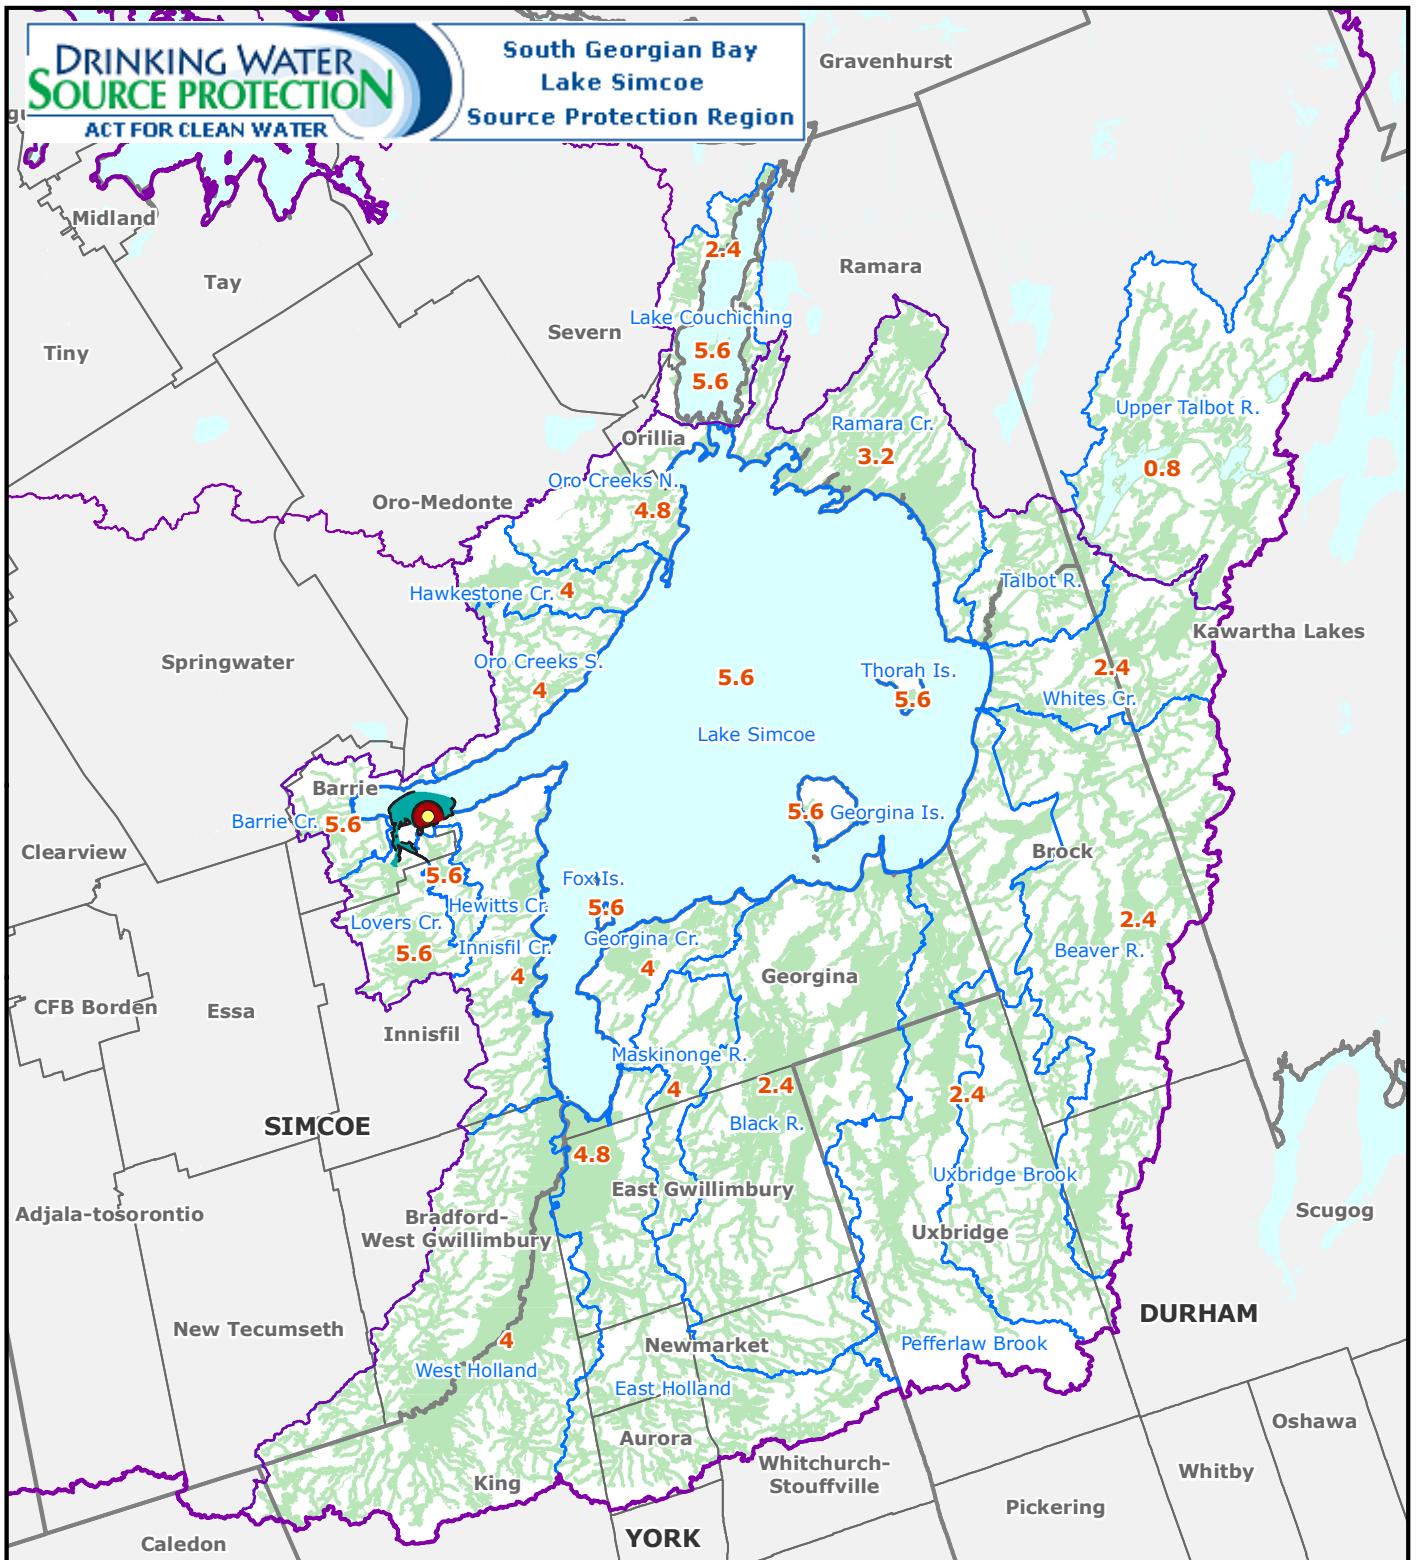 DRINKING WATER
SOURCE PROTECTION
ACT FOR CLEAN WATER
South Georgian Bay
Lake Simcoe
Source Protection Region
Gravenhurst
Midland
Tay
Tiny
Severn
Ramara
2.4
Lake Couchiching
5.6
5.6
Orillia
Ramara Cr.
3.2
Upper Talbot R.
0.8
Oro-Medonte
Oro Creeks N.
4.8
Hawkestone Cr.
4
Talbot R.
Kawartha Lakes
Springwater
Oro Creeks S.
4
5.6
Thorah Is.
5.6
2.4
Whites Cr.
Lake Simcoe
Barrie
Barrie Cr.
5.6
5.6
Georgina Is.
Clearview
Brock
5.6
Hewitts Cr.
Fox Is.
5.6
Lovers Cr.
5.6
Innisfil Cr.
4
Georgina Cr.
4
2.4
Beaver R.
Georgina
CFB Borden
Essa
Innisfil
Maskinonge R.
4
2.4
Black R.
2.4
SIMCOE
4.8
East Gwillimbury
Uxbridge Brook
Adjala-tosorontio
Bradford-
West Gwillimbury
Uxbridge
Scugog
New Tecumseth
4
West Holland
Newmarket
Pefferlaw Brook
DURHAM
East Holland
Aurora
Oshawa
King
Whitchurch-
Stouffville
Whitby
Pickering
Caledon
YORK